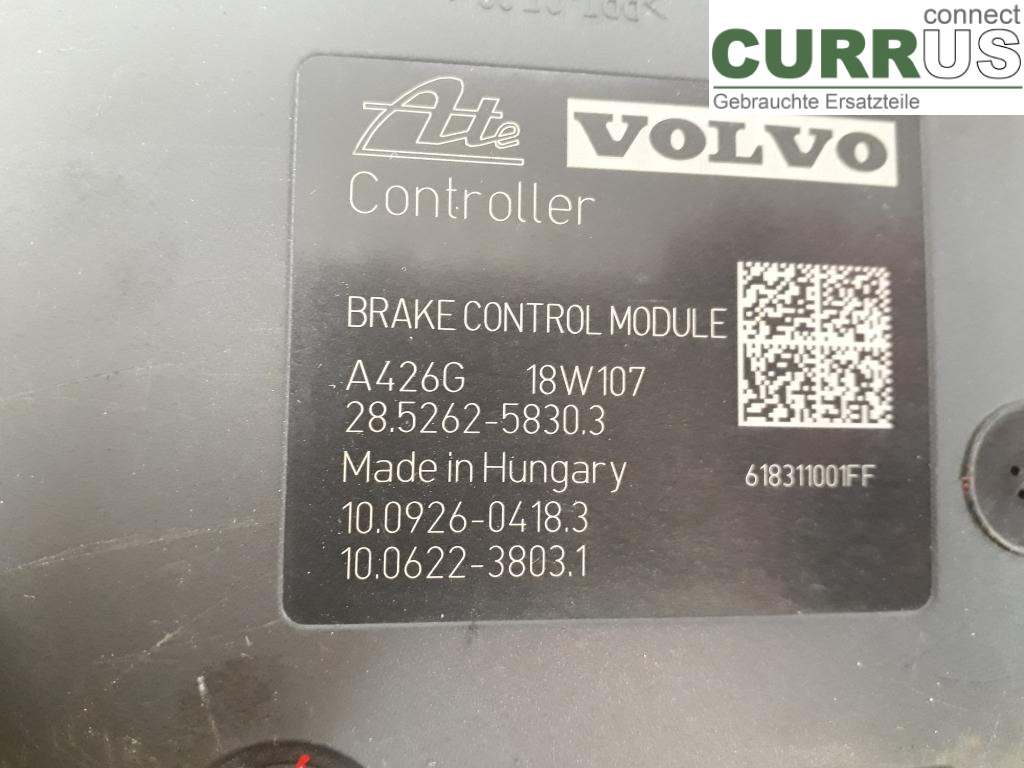 connect
CURRUS
Gebrauchte Ersatzteile
Ate
VOLVO
Controller
BRAKE CONTROL MODULE
A426G 18W107
28.5262-5830.3
Made in Hungary
618311001FF
10.0926-0418.3
10.0622-3803.1